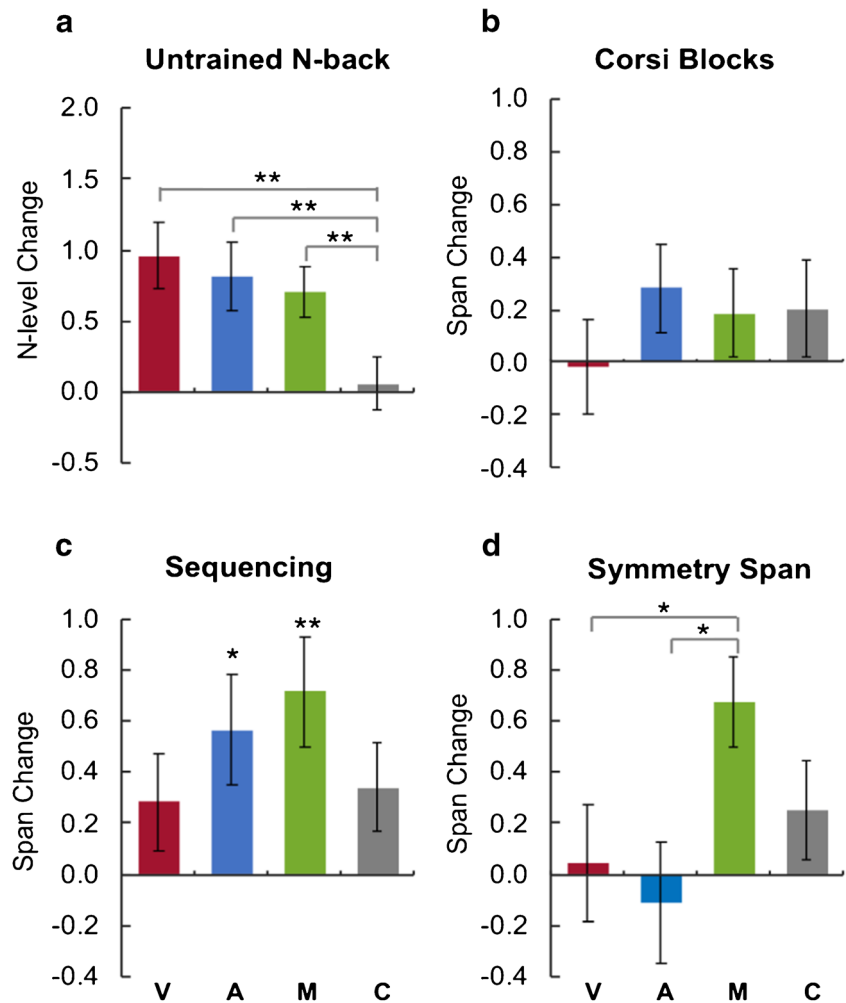 a
Untrained N-back
2.0
1.5
1.0
0.5
0.0
-0.5
N-level Change
**
**
**
b
Corsi Blocks
1.0
0.8
0.6
0.4
0.2
0.0
-0.2
-0.4
Span Change
c
Sequencing
1.0
0.8
0.6
0.4
0.2
0.0
-0.2
-0.4
Span Change
*
**
V A M C
d
Symmetry Span
1.0
0.8
0.6
0.4
0.2
0.0
-0.2
-0.4
Span Change
*
*
V A M C